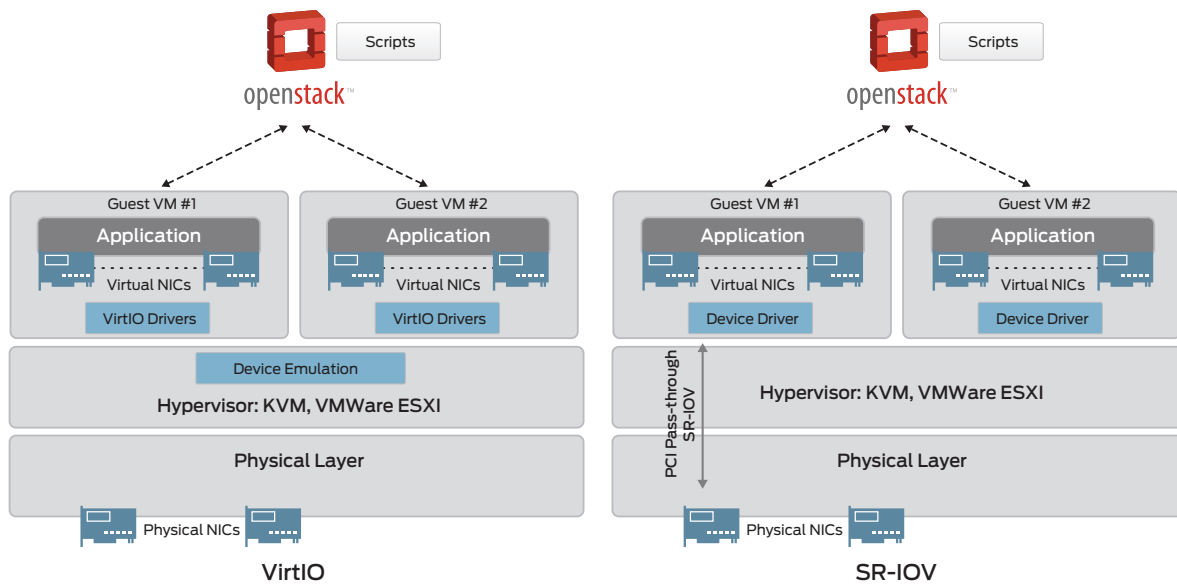 Scripts
openstack™
Guest VM #1
Application
Virtual NICs
VirtIO Drivers
Guest VM #2
Application
Virtual NICs
VirtIO Drivers
Device Emulation
Hypervisor: KVM, VMWare ESXI
Physical Layer
Physical NICs
VirtIO
Scripts
openstack™
Guest VM #1
Application
Virtual NICs
Device Driver
Guest VM #2
Application
Virtual NICs
Device Driver
PCI Pass-through
SR-IOV
Hypervisor: KVM, VMWare ESXI
Physical Layer
Physical NICs
SR-IOV